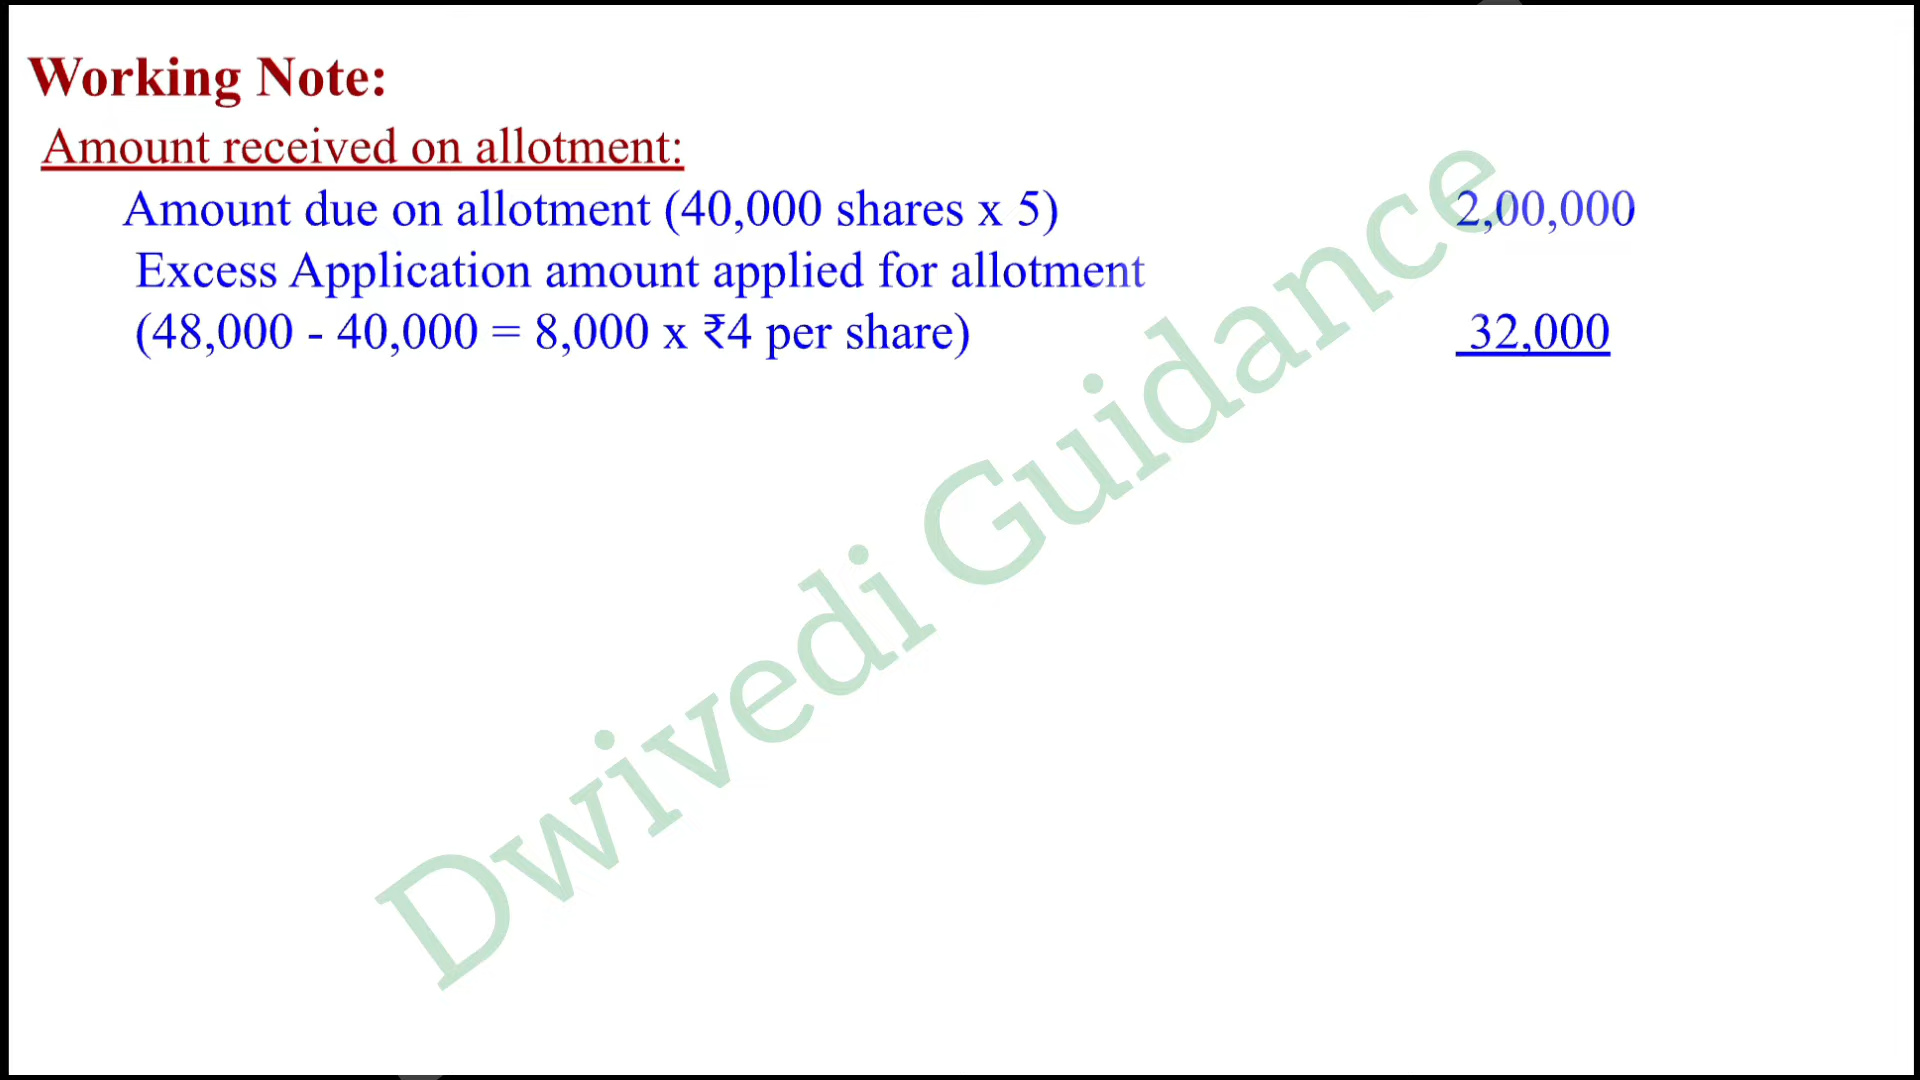 Working Note:
Amount received on allotment:
Amount due on allotment (40,000 shares x 5) 2,00,000
Excess Application amount applied for allotment
(48,000 - 40,000 = 8,000 x ₹4 per share) 32,000
Dwivedi Guidance